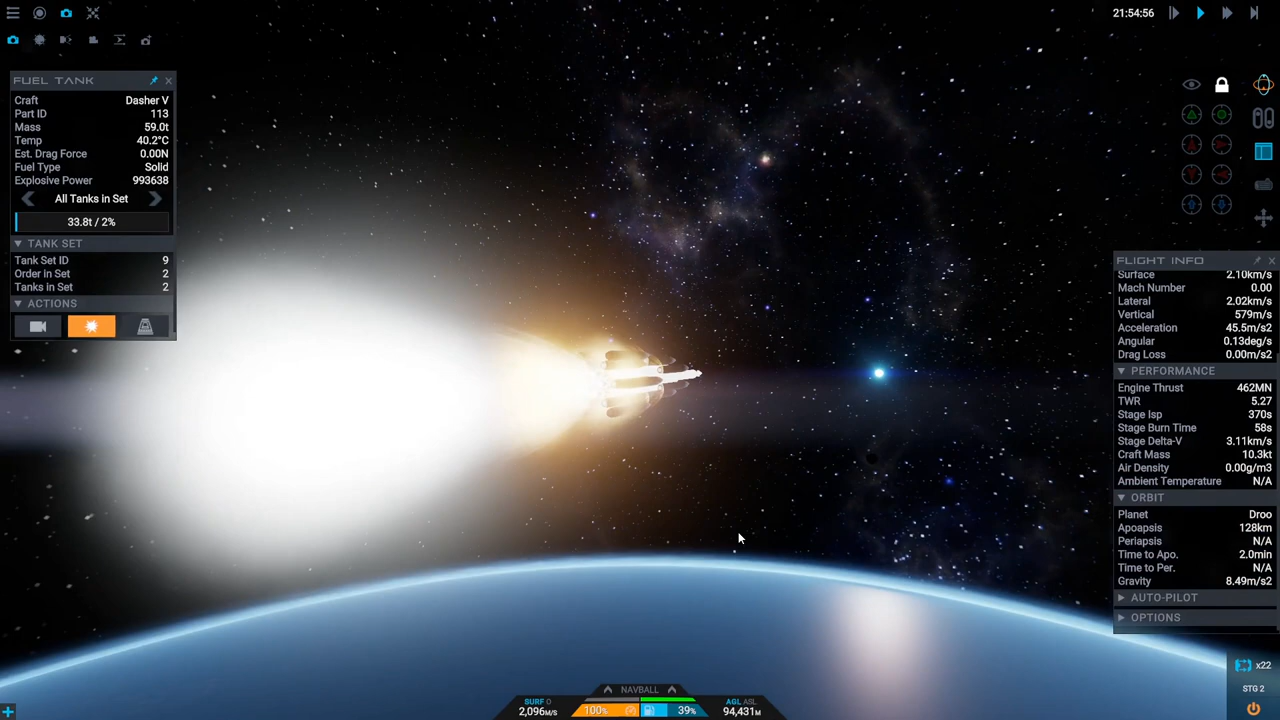 21:54:56
FUEL TANK
Craft Dasher V
Part ID 113
Mass 59.0t
Temp 40.2°C
Est. Drag Force 0.00N
Fuel Type Solid
Explosive Power 993638
All Tanks in Set
33.8t / 2%
TANK SET
Tank Set ID 9
Order in Set 2
Tanks in Set 2
ACTIONS
FLIGHT INFO
Surface 2.10km/s
Mach Number 0.00
Lateral 2.02km/s
Vertical 579m/s
Acceleration 45.5m/s2
Angular 0.13deg/s
Drag Loss 0.00m/s2
PERFORMANCE
Engine Thrust 462MN
TWR 5.27
Stage Isp 370s
Stage Burn Time 58s
Stage Delta-V 3.11km/s
Craft Mass 10.3kt
Air Density 0.00g/m3
Ambient Temperature N/A
ORBIT
Planet Droo
Apoapsis 128km
Periapsis N/A
Time to Apo. 2.0min
Time to Per. N/A
Gravity 8.49m/s2
AUTO-PILOT
OPTIONS
x22
STG 2
NAVBALL
SURF O
2,096M/S
100%
39%
AGL ASL
94,431M